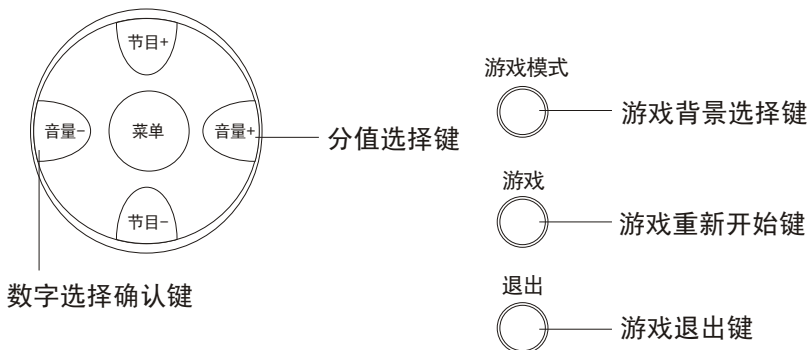 节目+
音量-
菜单
音量+
节目-
分值选择键
数字选择确认键
游戏模式
游戏背景选择键
游戏
游戏重新开始键
退出
游戏退出键